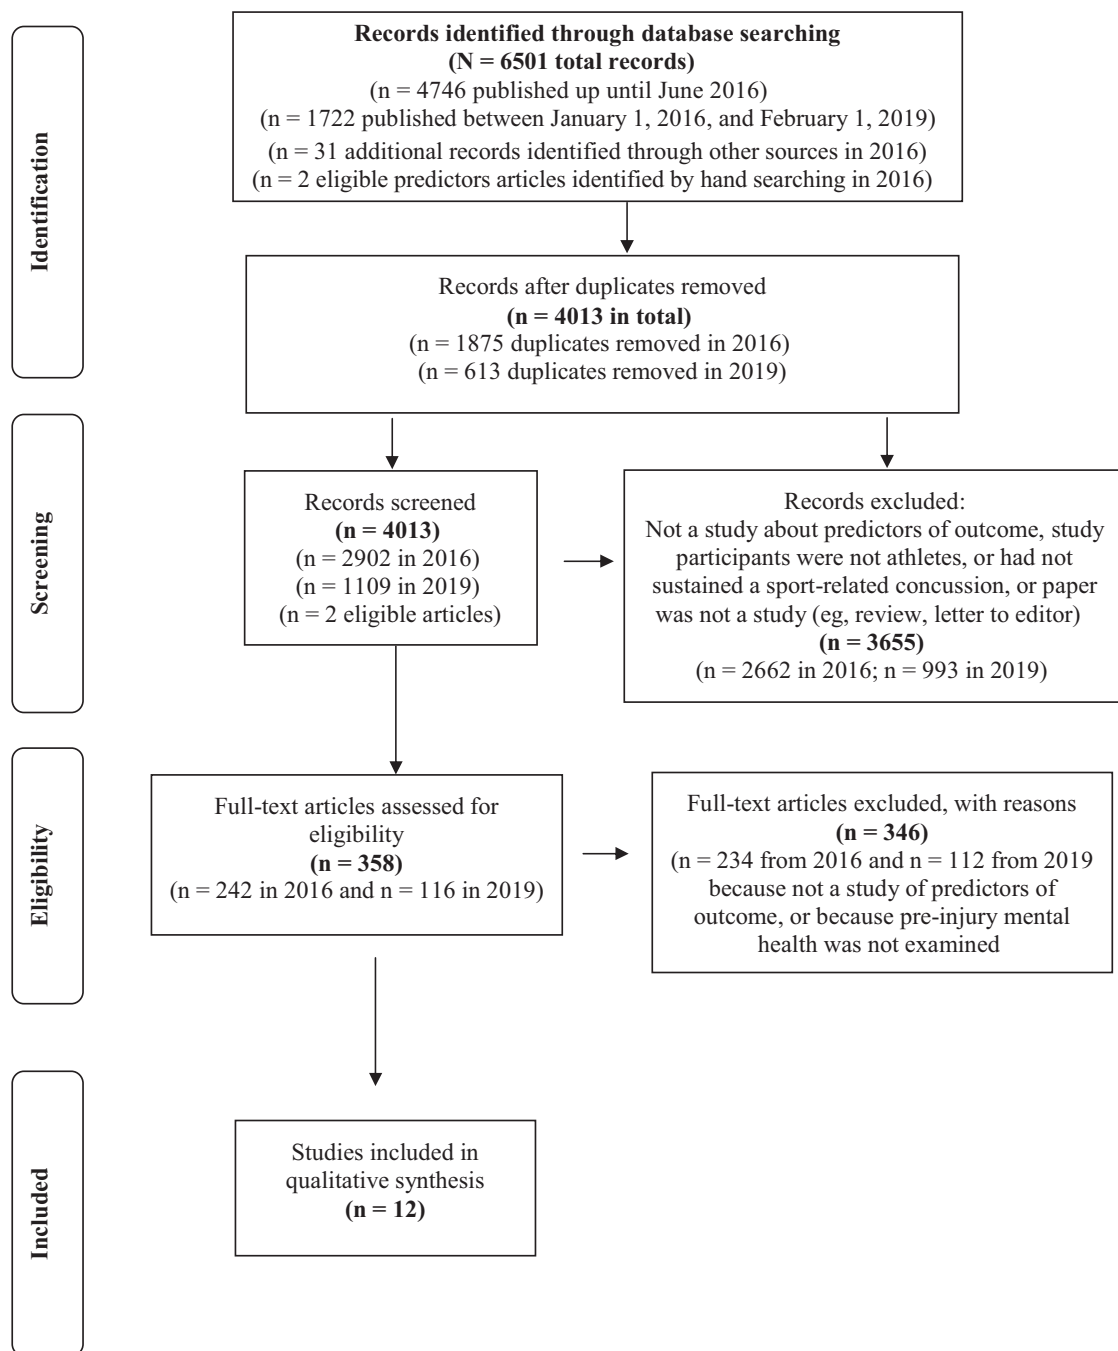 Identification
Records identified through database searching
(N = 6501 total records)
(n = 4746 published up until June 2016)
(n = 1722 published between January 1, 2016, and February 1, 2019)
(n = 31 additional records identified through other sources in 2016)
(n = 2 eligible predictors articles identified by hand searching in 2016)
Records after duplicates removed
(n = 4013 in total)
(n = 1875 duplicates removed in 2016)
(n = 613 duplicates removed in 2019)
Screening
Records screened
(n = 4013)
(n = 2902 in 2016)
(n = 1109 in 2019)
(n = 2 eligible articles)
Records excluded:
Not a study about predictors of outcome, study
participants were not athletes, or had not
sustained a sport-related concussion, or paper
was not a study (eg, review, letter to editor)
(n = 3655)
(n = 2662 in 2016; n = 993 in 2019)
Eligibility
Full-text articles assessed for
eligibility
(n = 358)
(n = 242 in 2016 and n = 116 in 2019)
Full-text articles excluded, with reasons
(n = 346)
(n = 234 from 2016 and n = 112 from 2019
because not a study of predictors of
outcome, or because pre-injury mental
health was not examined
Included
Studies included in
qualitative synthesis
(n = 12)